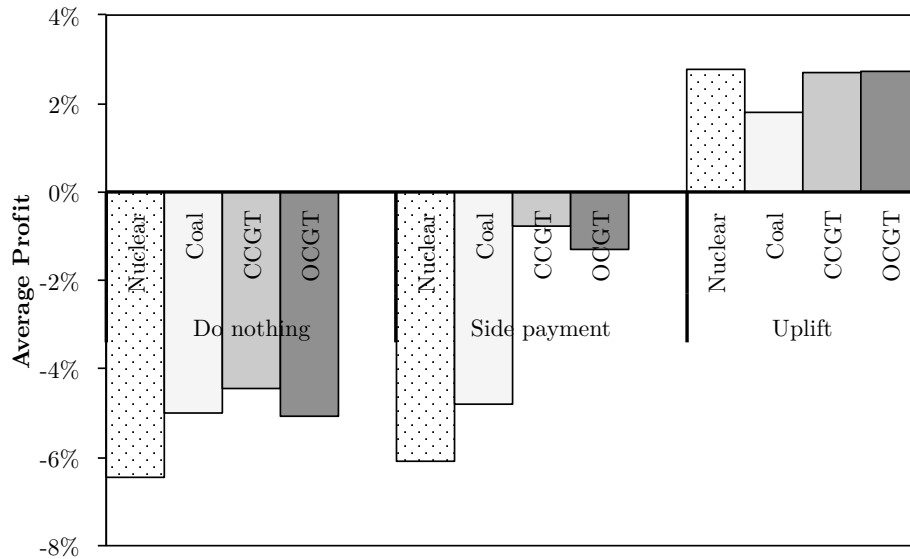 4%
2%
0%
-2%
-4%
-6%
-8%
Average Profit
Nuclear
Coal
CCGT
OCGT
Do nothing
Nuclear
Coal
CCGT
OCGT
Side payment
Nuclear
Coal
CCGT
OCGT
Uplift